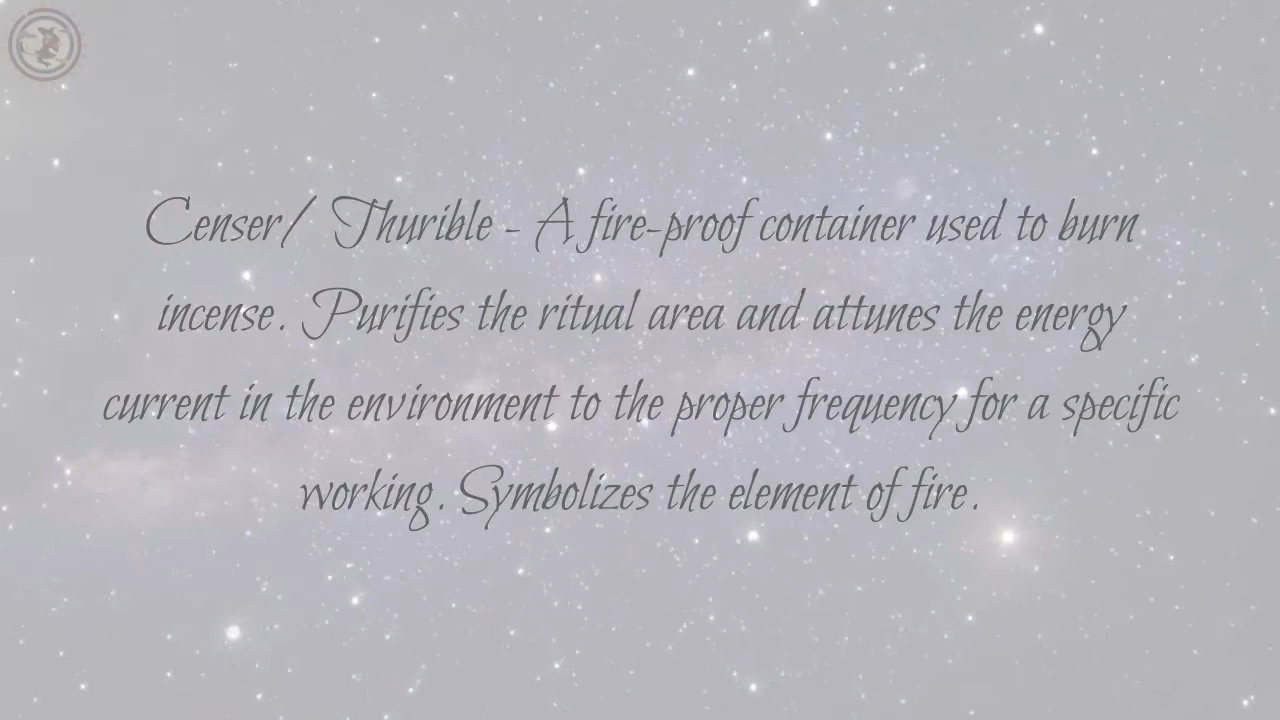 Censer/ Thurible - A fire-proof container used to burn
incense. Purifies the ritual area and attunes the energy
current in the environment to the proper frequency for a specific
working. Symbolizes the element of fire.